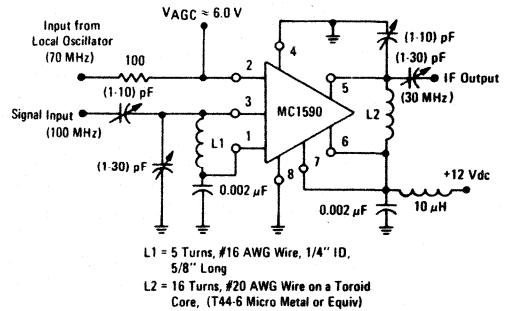 V AGC ≈ 6.0 V
Input from
Local Oscillator
(70 MHz)
100
(1-10) pF
Signal Input
(100 MHz)
(1-30) pF
L1
0.002 µF
2
3
1
4
MC1590
5
6
7
8
(1-10) pF
(1-30) pF
IF Output
(30 MHz)
L2
+12 Vdc
0.002 µF
10 µH
L1 = 5 Turns, #16 AWG Wire, 1/4" ID,
5/8" Long
L2 = 16 Turns, #20 AWG Wire on a Toroid
Core, (T44-6 Micro Metal or Equiv)